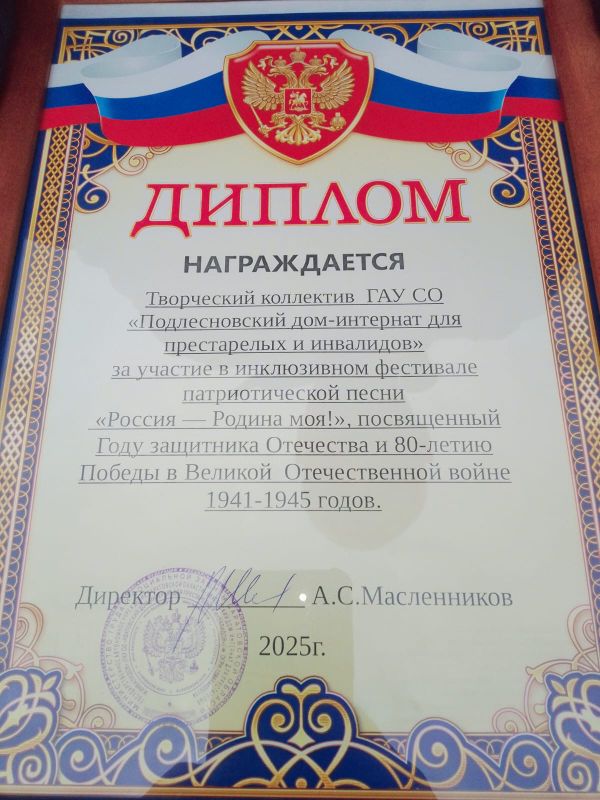 ДИПЛОМ
НАГРАЖДАЕТСЯ
Творческий коллектив ГАУ СО
«Подлесновский дом-интернат для
престарелых и инвалидов»
за участие в инклюзивном фестивале
патриотической песни
«Россия — Родина моя!», посвященный
Году защитника Отечества и 80-летию
Победы в Великой Отечественной войне
1941-1945 годов.
Директор А.С.Масленников
2025г.